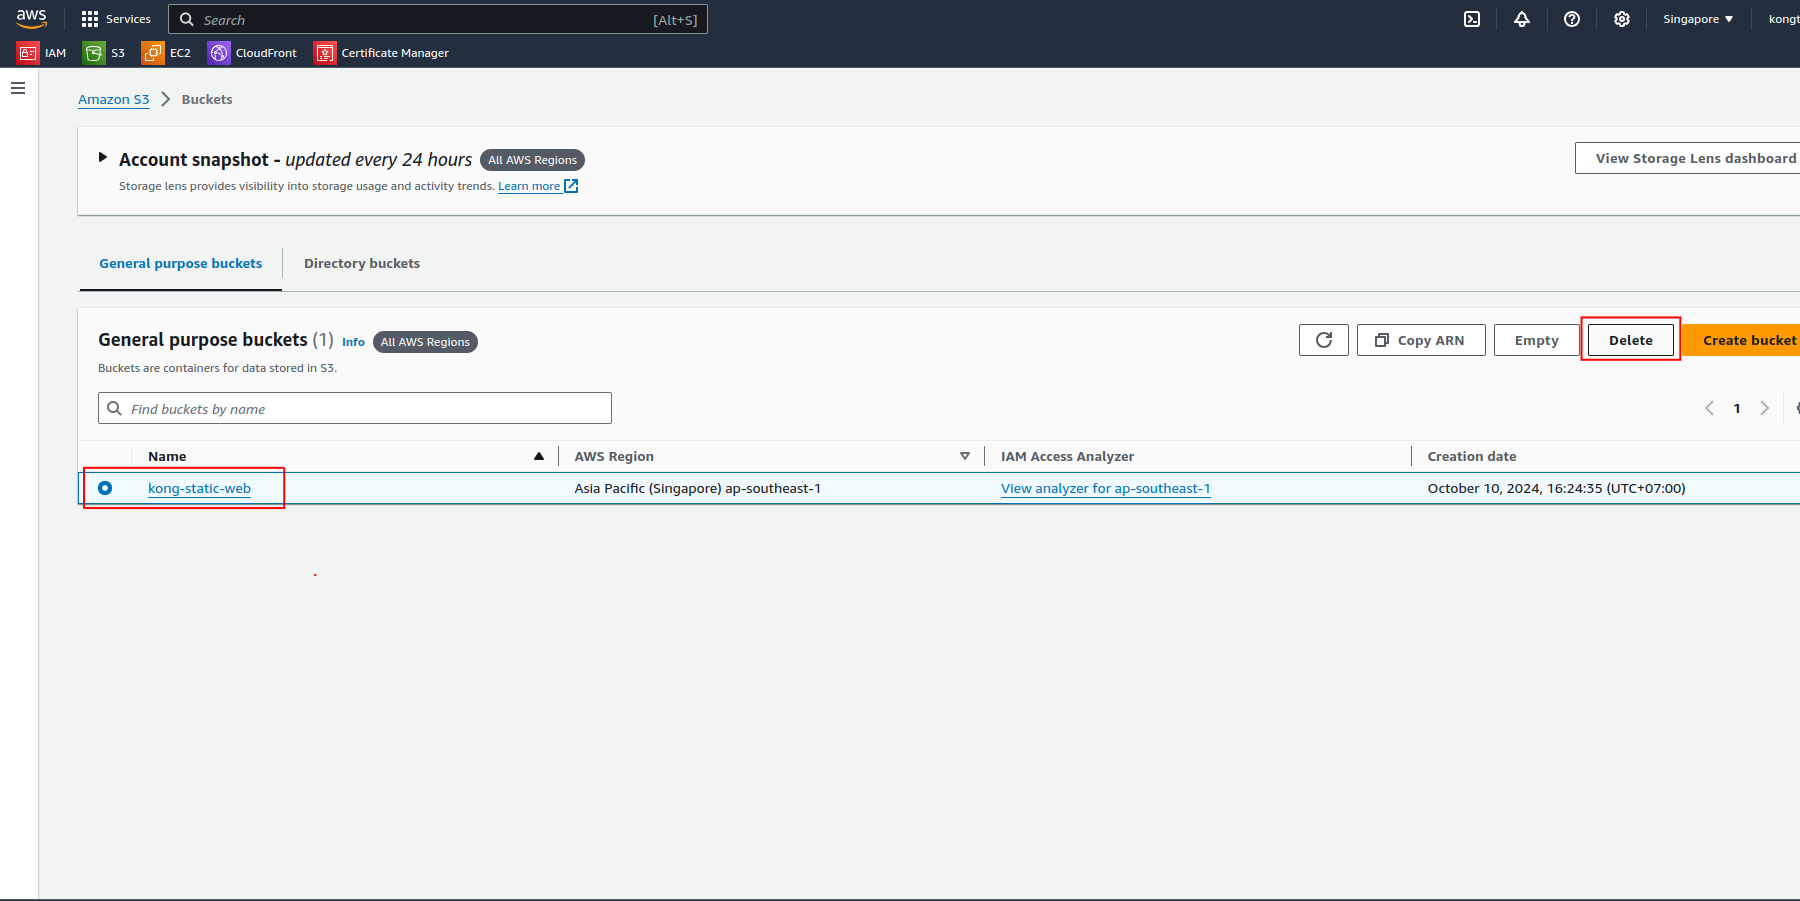 aws Services Search [Alt+S] Singapore
IAM S3 EC2 CloudFront Certificate Manager
Amazon S3 Buckets
Account snapshot - updated every 24 hours All AWS Regions View Storage Lens dashboard
Storage lens provides visibility into storage usage and activity trends. Learn more
General purpose buckets Directory buckets
General purpose buckets (1) Info All AWS Regions Copy ARN Empty Delete Create bucket
Buckets are containers for data stored in S3.
Find buckets by name 1
Name AWS Region IAM Access Analyzer Creation date
kong-static-web Asia Pacific (Singapore) ap-southeast-1 View analyzer for ap-southeast-1 October 10, 2024, 16:24:35 (UTC+07:00)